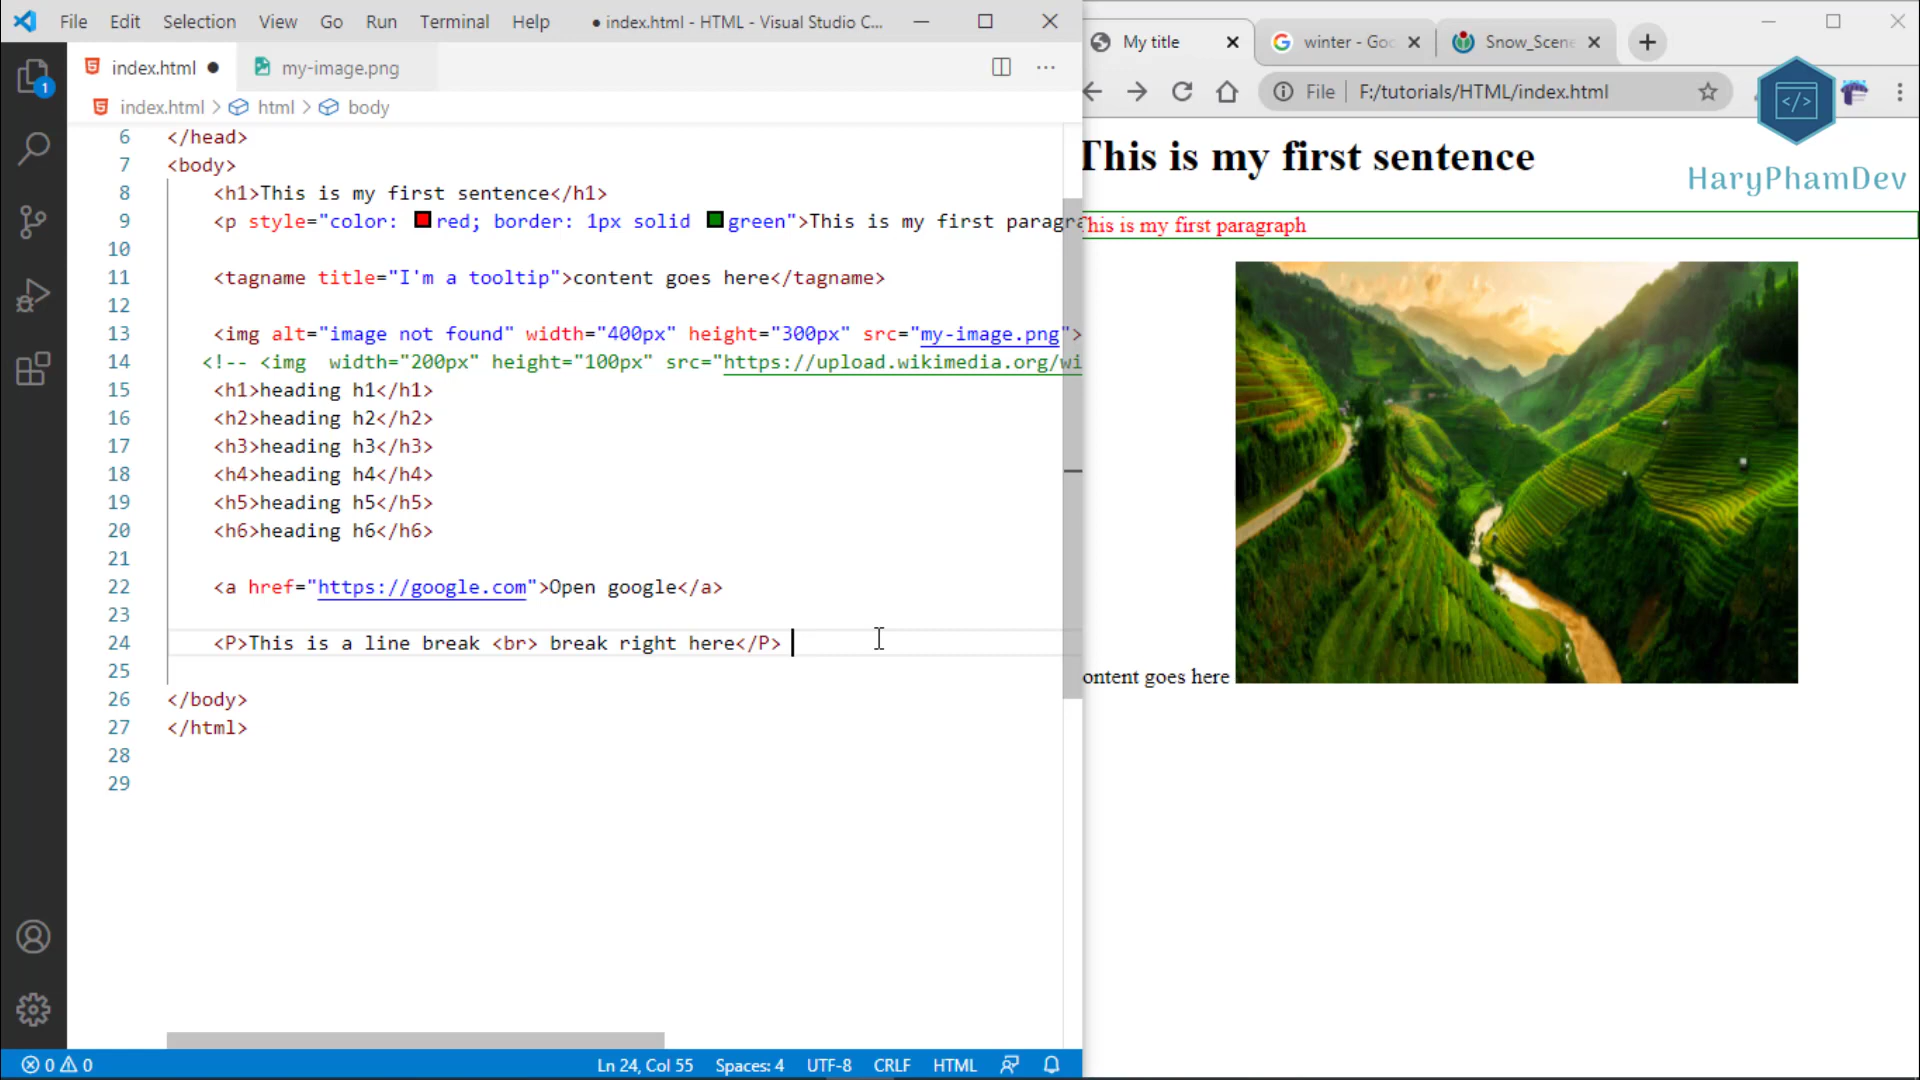 File Edit Selection View Go Run Terminal Help ● index.html - HTML - Visual Studio C...
index.html ● my-image.png
index.html > html > body
6 </head>
7 <body>
8 <h1>This is my first sentence</h1>
9 <p style="color: red; border: 1px solid green">This is my first paragra
10
11 <tagname title="I'm a tooltip">content goes here</tagname>
12
13 <img alt="image not found" width="400px" height="300px" src="my-image.png">
14 <!-- <img  width="200px" height="100px" src="https://upload.wikimedia.org/wi
15 <h1>heading h1</h1>
16 <h2>heading h2</h2>
17 <h3>heading h3</h3>
18 <h4>heading h4</h4>
19 <h5>heading h5</h5>
20 <h6>heading h6</h6>
21
22 <a href="https://google.com">Open google</a>
23
24 <P>This is a line break <br> break right here</P>
25
26 </body>
27 </html>
28
29
1
0 0 Ln 24, Col 55 Spaces: 4 UTF-8 CRLF HTML
My title winter - Goo Snow_Scene
File F:/tutorials/HTML/index.html
</>
HaryPhamDev
This is my first sentence
his is my first paragraph
ontent goes here